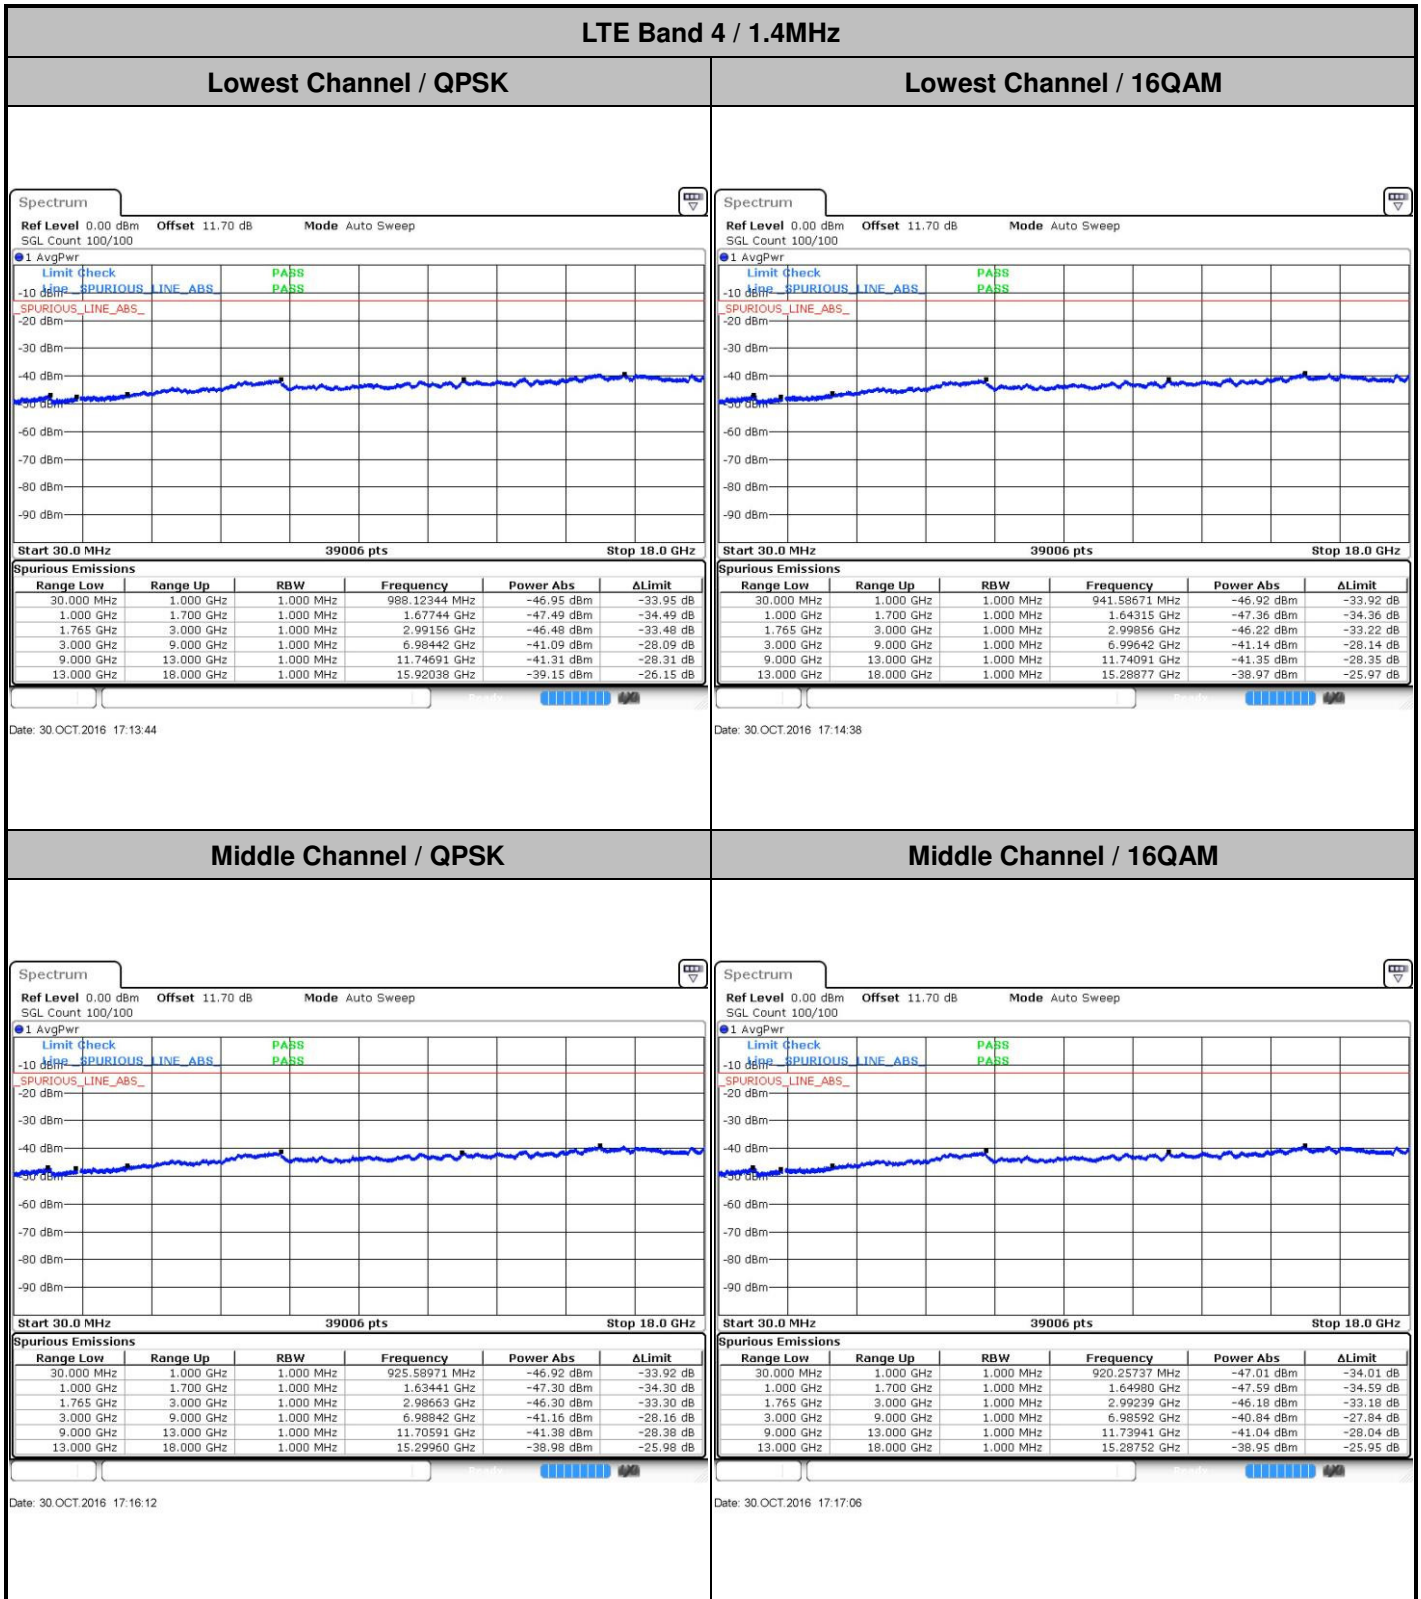 LTE Band 4 / 1.4MHz
Lowest Channel / QPSK
Lowest Channel / 16QAM
Spectrum
Ref Level 0.00 dBm Offset 11.70 dB Mode Auto Sweep
SGL Count 100/100
1 AvgPwr
Limit Check PASS
Line _SPURIOUS_LINE_ABS_ PASS
-10 dBm
_SPURIOUS_LINE_ABS_
-20 dBm
-30 dBm
-40 dBm
-50 dBm
-60 dBm
-70 dBm
-80 dBm
-90 dBm
Start 30.0 MHz 39006 pts Stop 18.0 GHz
Spurious Emissions
Range Low Range Up RBW Frequency Power Abs ΔLimit
30.000 MHz 1.000 GHz 1.000 MHz 988.12344 MHz -46.95 dBm -33.95 dB
1.000 GHz 1.700 GHz 1.000 MHz 1.67744 GHz -47.49 dBm -34.49 dB
1.765 GHz 3.000 GHz 1.000 MHz 2.99156 GHz -46.48 dBm -33.48 dB
3.000 GHz 9.000 GHz 1.000 MHz 6.98442 GHz -41.09 dBm -28.09 dB
9.000 GHz 13.000 GHz 1.000 MHz 11.74691 GHz -41.31 dBm -28.31 dB
13.000 GHz 18.000 GHz 1.000 MHz 15.92038 GHz -39.15 dBm -26.15 dB
Date: 30.OCT.2016 17:13:44
Spectrum
Ref Level 0.00 dBm Offset 11.70 dB Mode Auto Sweep
SGL Count 100/100
1 AvgPwr
Limit Check PASS
Line _SPURIOUS_LINE_ABS_ PASS
-10 dBm
_SPURIOUS_LINE_ABS_
-20 dBm
-30 dBm
-40 dBm
-50 dBm
-60 dBm
-70 dBm
-80 dBm
-90 dBm
Start 30.0 MHz 39006 pts Stop 18.0 GHz
Spurious Emissions
Range Low Range Up RBW Frequency Power Abs ΔLimit
30.000 MHz 1.000 GHz 1.000 MHz 941.58671 MHz -46.92 dBm -33.92 dB
1.000 GHz 1.700 GHz 1.000 MHz 1.64315 GHz -47.36 dBm -34.36 dB
1.765 GHz 3.000 GHz 1.000 MHz 2.99856 GHz -46.22 dBm -33.22 dB
3.000 GHz 9.000 GHz 1.000 MHz 6.99642 GHz -41.14 dBm -28.14 dB
9.000 GHz 13.000 GHz 1.000 MHz 11.74091 GHz -41.35 dBm -28.35 dB
13.000 GHz 18.000 GHz 1.000 MHz 15.28877 GHz -38.97 dBm -25.97 dB
Date: 30.OCT.2016 17:14:38
Middle Channel / QPSK
Middle Channel / 16QAM
Spectrum
Ref Level 0.00 dBm Offset 11.70 dB Mode Auto Sweep
SGL Count 100/100
1 AvgPwr
Limit Check PASS
Line _SPURIOUS_LINE_ABS_ PASS
-10 dBm
_SPURIOUS_LINE_ABS_
-20 dBm
-30 dBm
-40 dBm
-50 dBm
-60 dBm
-70 dBm
-80 dBm
-90 dBm
Start 30.0 MHz 39006 pts Stop 18.0 GHz
Spurious Emissions
Range Low Range Up RBW Frequency Power Abs ΔLimit
30.000 MHz 1.000 GHz 1.000 MHz 925.58971 MHz -46.92 dBm -33.92 dB
1.000 GHz 1.700 GHz 1.000 MHz 1.63441 GHz -47.30 dBm -34.30 dB
1.765 GHz 3.000 GHz 1.000 MHz 2.98663 GHz -46.30 dBm -33.30 dB
3.000 GHz 9.000 GHz 1.000 MHz 6.98842 GHz -41.16 dBm -28.16 dB
9.000 GHz 13.000 GHz 1.000 MHz 11.70591 GHz -41.38 dBm -28.38 dB
13.000 GHz 18.000 GHz 1.000 MHz 15.29960 GHz -38.98 dBm -25.98 dB
Date: 30.OCT.2016 17:16:12
Spectrum
Ref Level 0.00 dBm Offset 11.70 dB Mode Auto Sweep
SGL Count 100/100
1 AvgPwr
Limit Check PASS
Line _SPURIOUS_LINE_ABS_ PASS
-10 dBm
_SPURIOUS_LINE_ABS_
-20 dBm
-30 dBm
-40 dBm
-50 dBm
-60 dBm
-70 dBm
-80 dBm
-90 dBm
Start 30.0 MHz 39006 pts Stop 18.0 GHz
Spurious Emissions
Range Low Range Up RBW Frequency Power Abs ΔLimit
30.000 MHz 1.000 GHz 1.000 MHz 920.25737 MHz -47.01 dBm -34.01 dB
1.000 GHz 1.700 GHz 1.000 MHz 1.64980 GHz -47.59 dBm -34.59 dB
1.765 GHz 3.000 GHz 1.000 MHz 2.99239 GHz -46.18 dBm -33.18 dB
3.000 GHz 9.000 GHz 1.000 MHz 6.98592 GHz -40.84 dBm -27.84 dB
9.000 GHz 13.000 GHz 1.000 MHz 11.73941 GHz -41.04 dBm -28.04 dB
13.000 GHz 18.000 GHz 1.000 MHz 15.28752 GHz -38.95 dBm -25.95 dB
Date: 30.OCT.2016 17:17:06